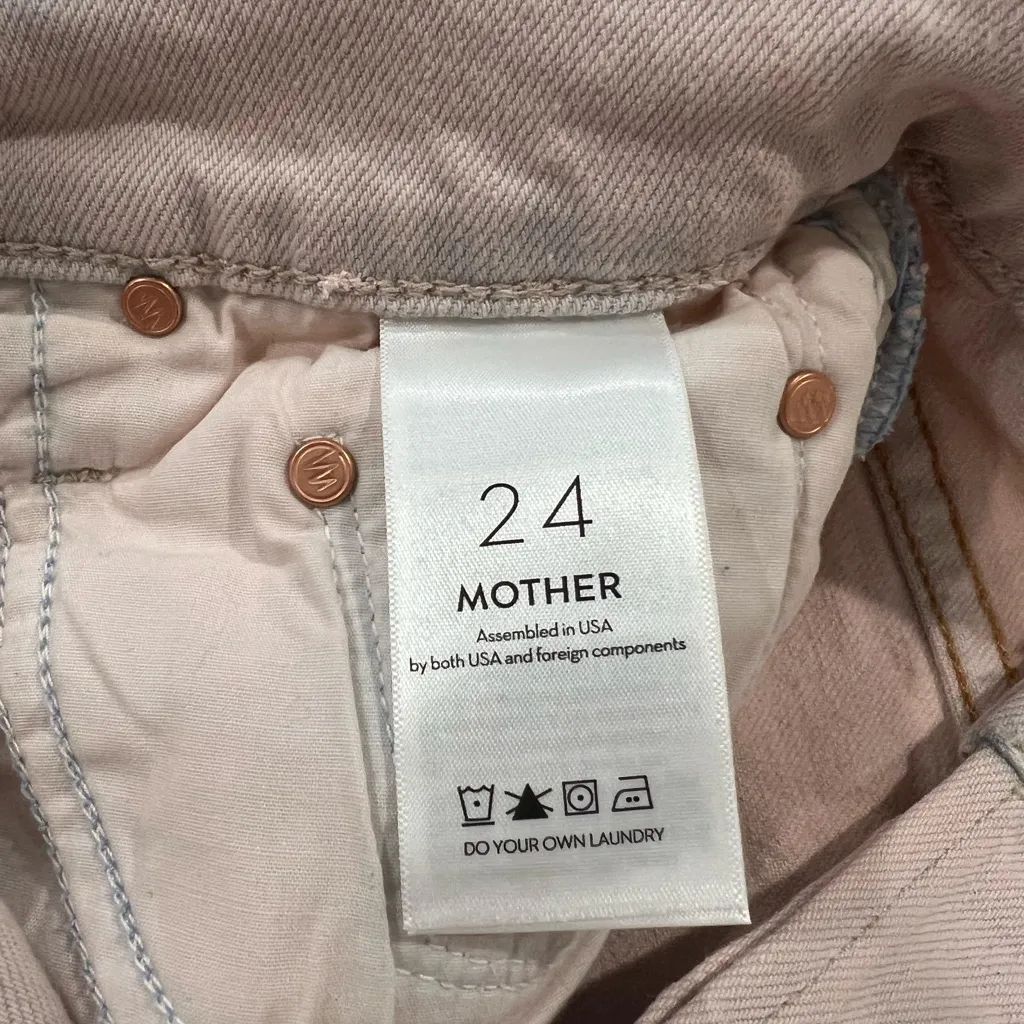 24
MOTHER
Assembled in USA
by both USA and foreign components
DO YOUR OWN LAUNDRY